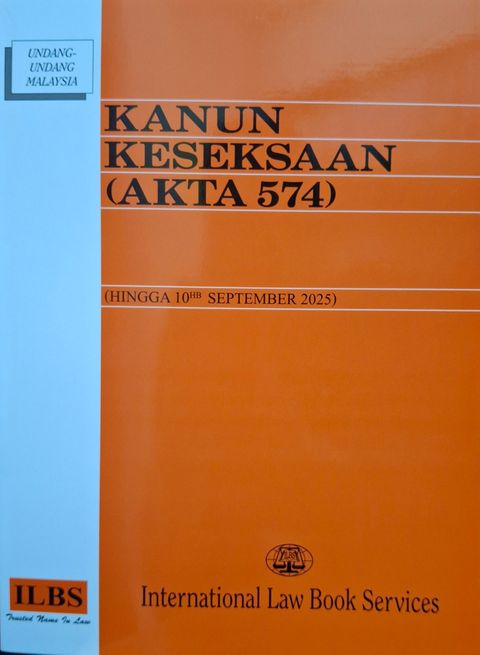 UNDANG-
UNDANG
MALAYSIA
KANUN
KESEKSAAN
(AKTA 574)
(HINGGA 10HB SEPTEMBER 2025)
International Law Book Services
ILBS
Trusted Name In Law